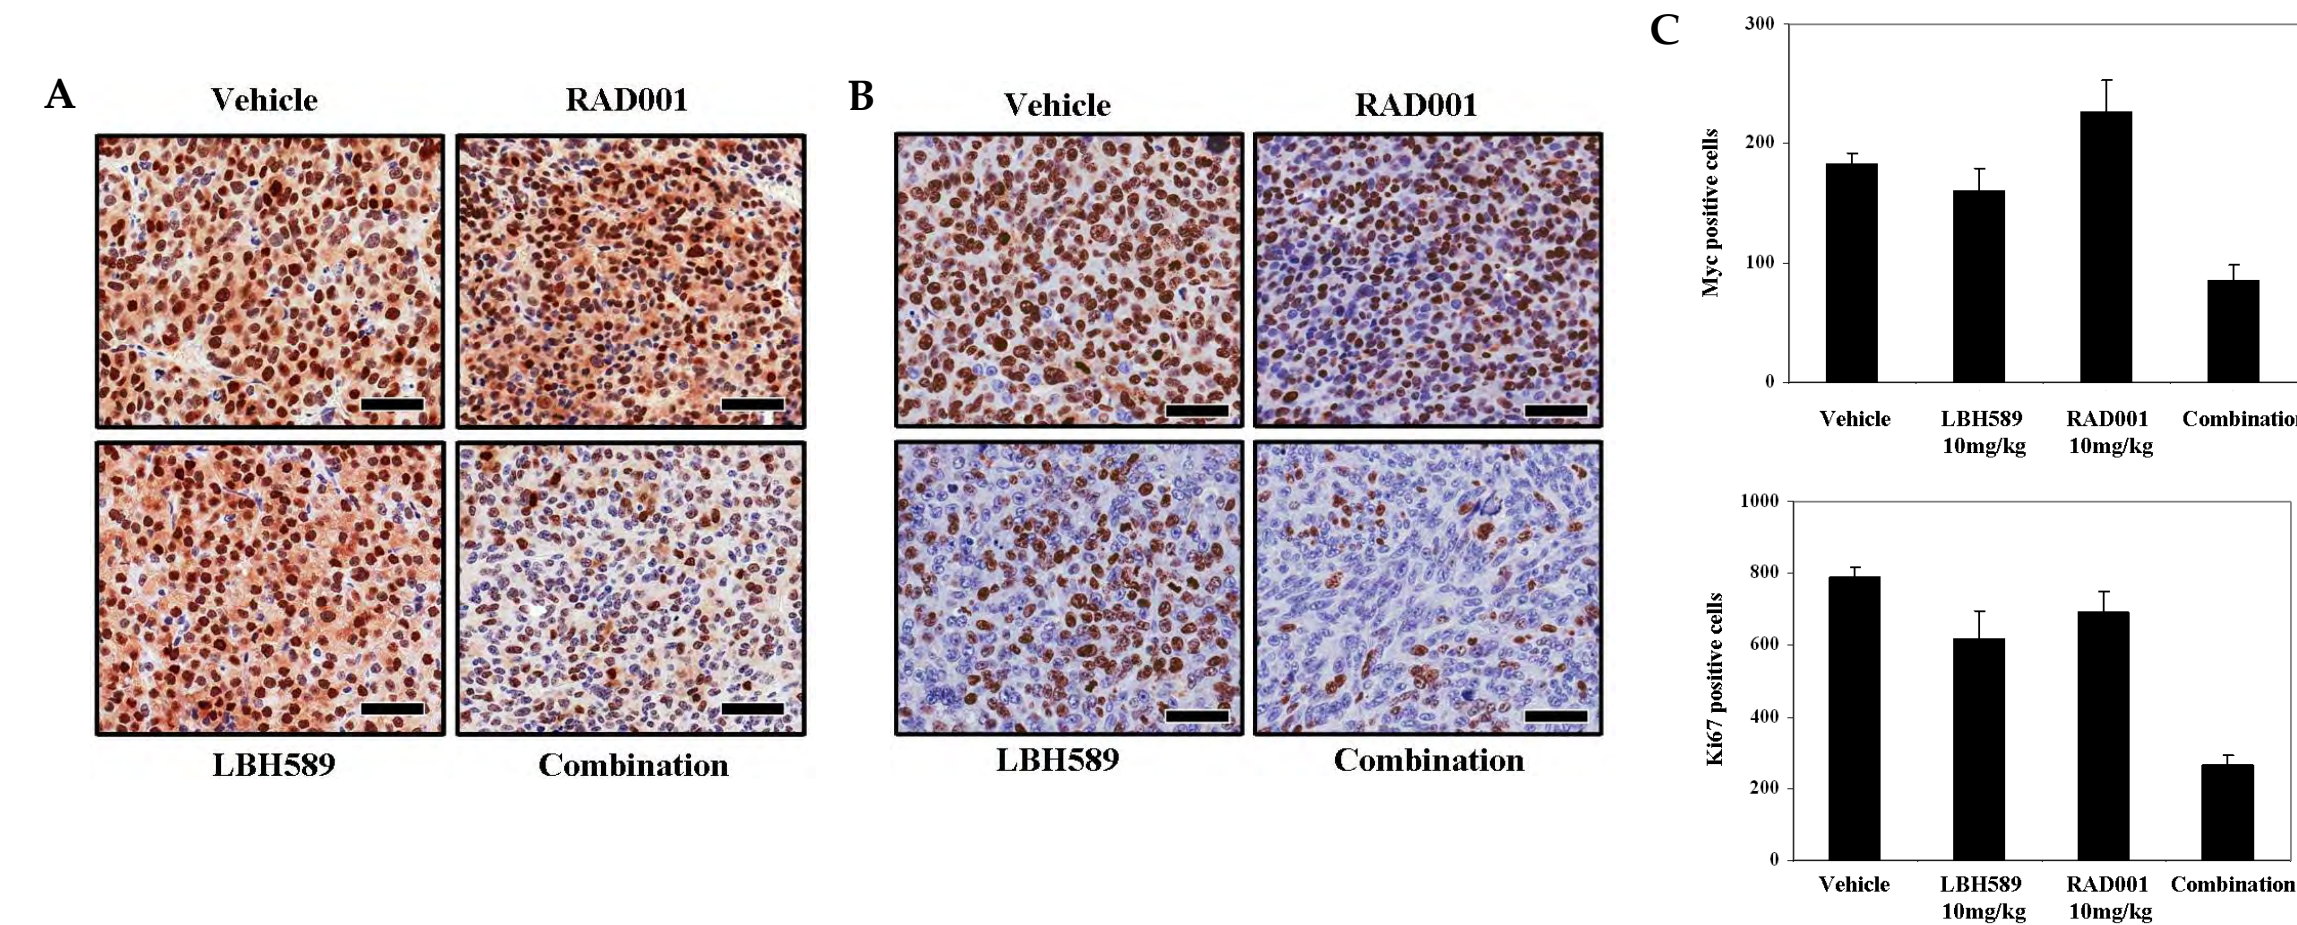 A
Vehicle
RAD001
LBH589
Combination
B
Vehicle
RAD001
LBH589
Combination
C
Myc positive cells
300
200
100
0
Vehicle
LBH589
10mg/kg
RAD001
10mg/kg
Combination
Ki67 positive cells
1000
800
600
400
200
0
Vehicle
LBH589
10mg/kg
RAD001
10mg/kg
Combination